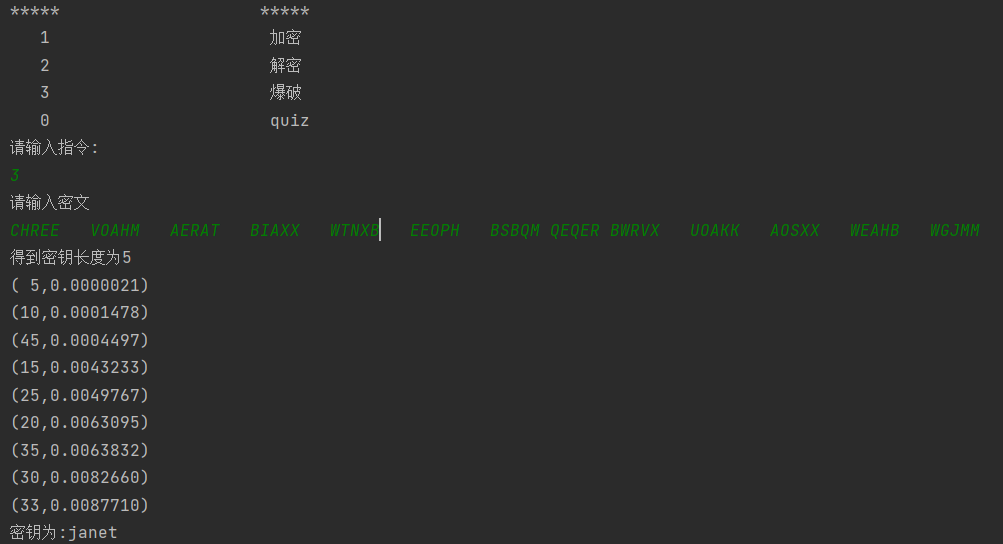 *****                    *****
1                      加密
2                      解密
3                      爆破
0                      quiz
请输入指令:
3
请输入密文
CHREE   VOAHM   AERAT   BIAXX   WTNXB   EEOPH   BSBQM QEQER BWRVX   UOAKK   AOSXX   WEAHB   WGJMM
得到密钥长度为5
( 5,0.0000021)
(10,0.0001478)
(45,0.0004497)
(15,0.0043233)
(25,0.0049767)
(20,0.0063095)
(35,0.0063832)
(30,0.0082660)
(33,0.0087710)
密钥为:janet